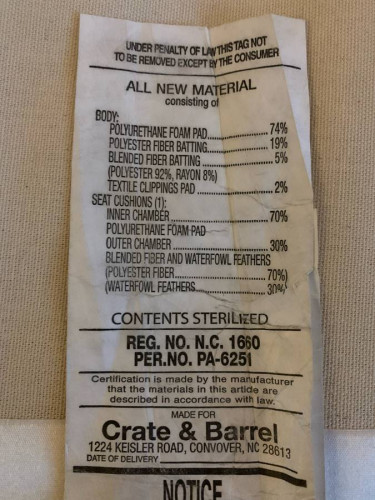 UNDER PENALTY OF LAW THIS TAG NOT
TO BE REMOVED EXCEPT BY THE CONSUMER
ALL NEW MATERIAL
consisting of
BODY:
POLYURETHANE FOAM PAD..................74%
POLYESTER FIBER BATTING..................19%
BLENDED FIBER BATTING..................5%
(POLYESTER 92%, RAYON 8%)
TEXTILE CLIPPINGS PAD..................2%
SEAT CUSHIONS (1):
INNER CHAMBER..................70%
POLYURETHANE FOAM PAD
OUTER CHAMBER..................30%
BLENDED FIBER AND WATERFOWL FEATHERS
(POLYESTER FIBER..................70%)
(WATERFOWL FEATHERS..................30%)
CONTENTS STERILIZED
REG. NO. N.C. 1660
PER.NO. PA-6251
Certification is made by the manufacturer
that the materials in this article are
described in accordance with law.
MADE FOR
Crate & Barrel
1224 KEISLER ROAD, CONVOVER, NC 28613
DATE OF DELIVERY
NOTICE